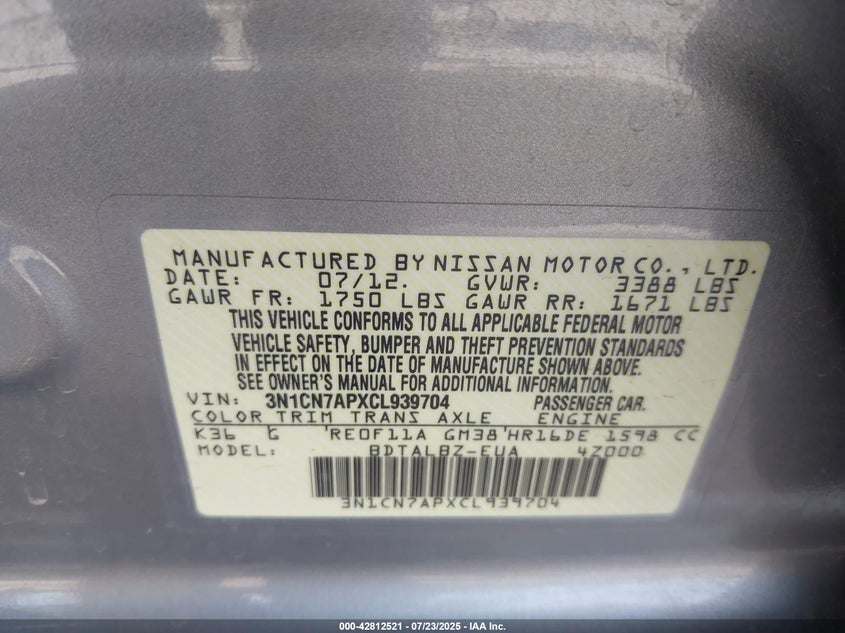 MANUFACTURED BY NISSAN MOTOR CO., LTD.
DATE: 07/12. GVWR: 3388 LBS
GAWR FR: 1750 LBS GAWR RR: 1671 LBS
THIS VEHICLE CONFORMS TO ALL APPLICABLE FEDERAL MOTOR
VEHICLE SAFETY, BUMPER AND THEFT PREVENTION STANDARDS
IN EFFECT ON THE DATE OF MANUFACTURE SHOWN ABOVE.
SEE OWNER'S MANUAL FOR ADDITIONAL INFORMATION.
VIN: 3N1CN7APXCL939704 PASSENGER CAR.
COLOR TRIM TRANS AXLE ENGINE
K36 G 'RE0F11A GM38'HR16DE 1598 CC
MODEL: BDTALBZ-EUA 4Z000
3N1CN7APXCL939704
000-42812521 - 07/23/2025 - IAA Inc.